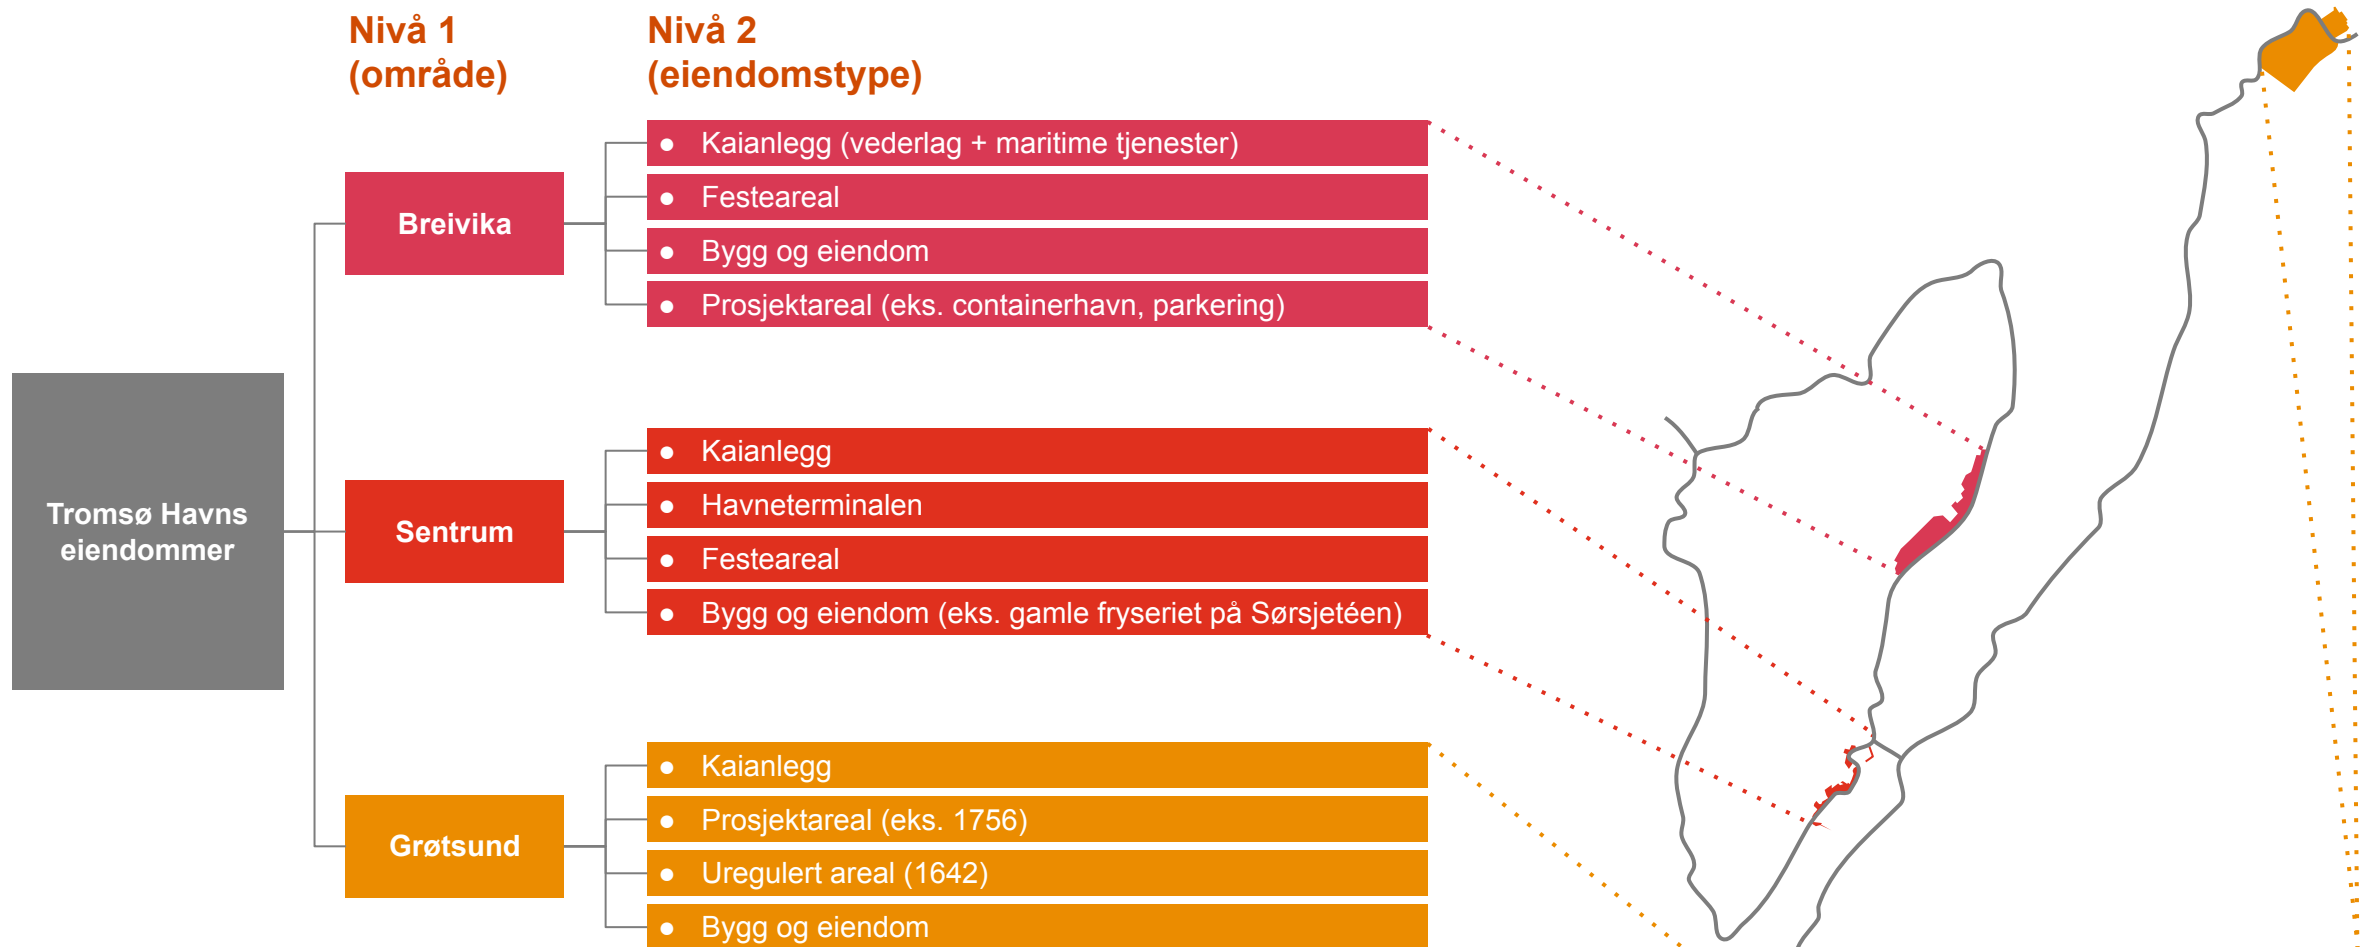 Nivå 1
(område)
Nivå 2
(eiendomstype)
Tromsø Havns
eiendommer
Breivika
● Kaianlegg (vederlag + maritime tjenester)
● Festeareal
● Bygg og eiendom
● Prosjektareal (eks. containerhavn, parkering)
Sentrum
● Kaianlegg
● Havneterminalen
● Festeareal
● Bygg og eiendom (eks. gamle fryseriet på Sørsjetéen)
Grøtsund
● Kaianlegg
● Prosjektareal (eks. 1756)
● Uregulert areal (1642)
● Bygg og eiendom